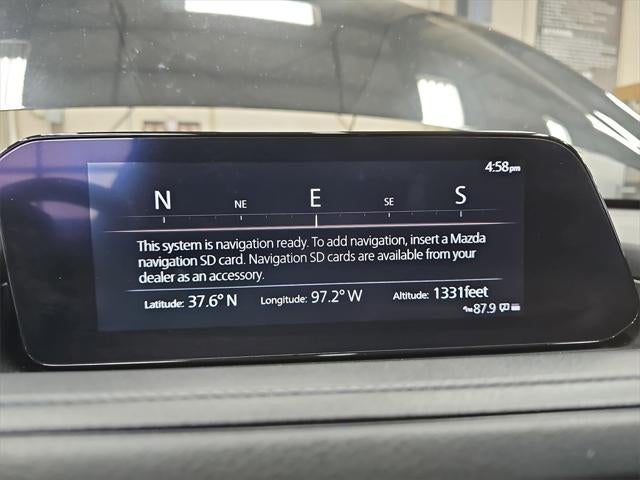 4:58pm
N NE E SE S
This system is navigation ready. To add navigation, insert a Mazda
navigation SD card. Navigation SD cards are available from your
dealer as an accessory.
Latitude: 37.6° N Longitude: 97.2° W Altitude: 1331feet
87.9